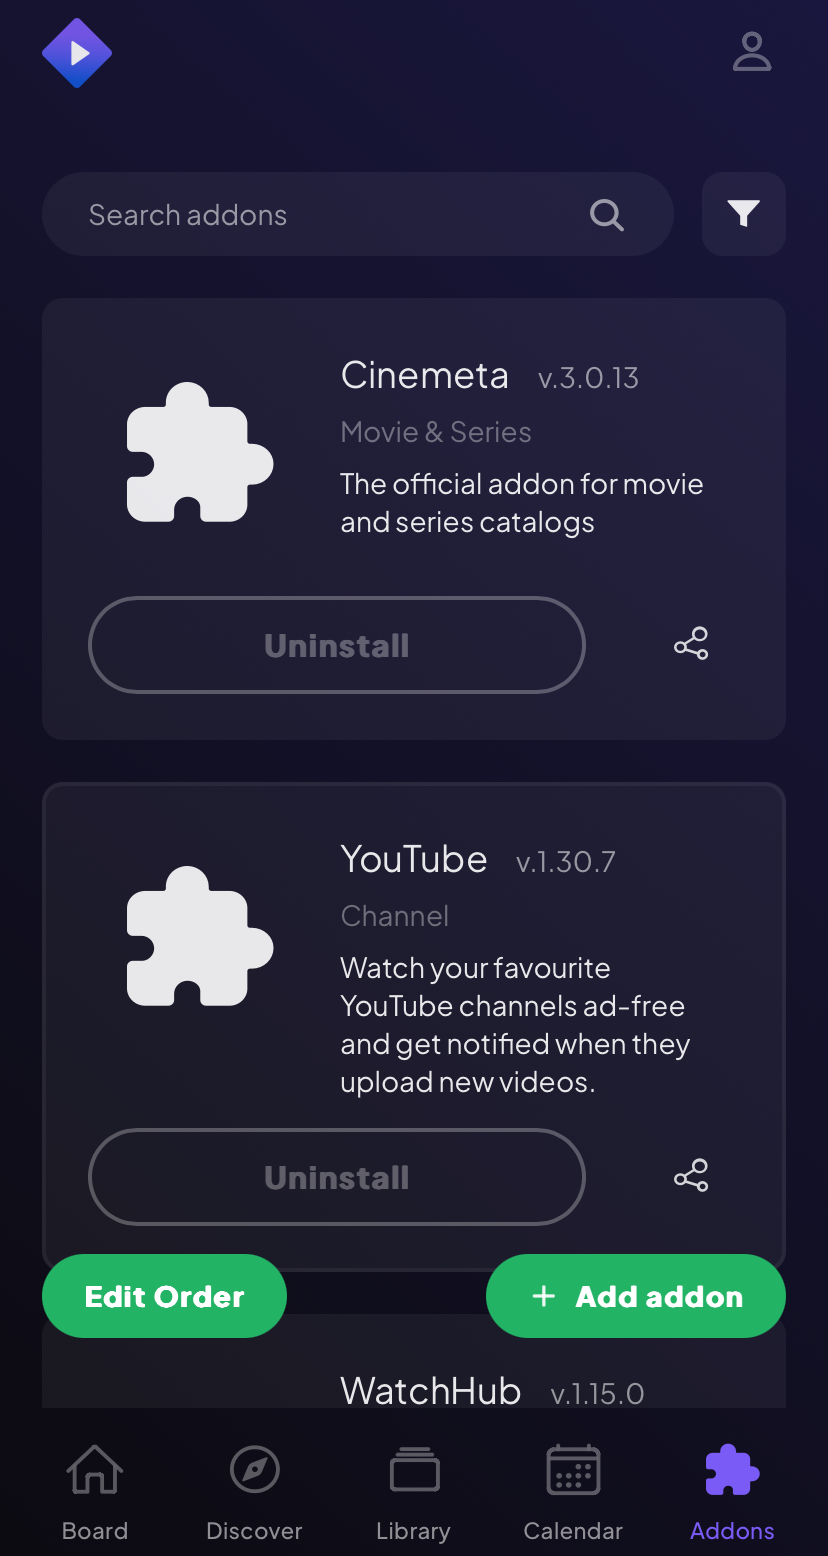 Search addons
Cinemeta v.3.0.13
Movie & Series
The official addon for movie
and series catalogs
Uninstall
YouTube v.1.30.7
Channel
Watch your favourite
YouTube channels ad-free
and get notified when they
upload new videos.
Uninstall
Edit Order
+ Add addon
WatchHub v.1.15.0
Board Discover Library Calendar Addons